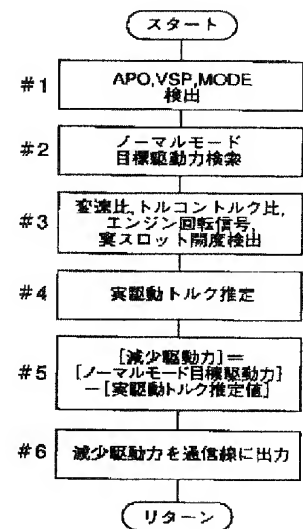 スタート
#1
APO,VSP,MODE
検出
#2
ノーマルモード
目標駆動力検索
#3
変速比,トルコントルク比,
エンジン回転信号,
実スロット開度検出
#4
実駆動トルク推定
#5
[減少駆動力]=
[ノーマルモード目標駆動力]
-[実駆動トルク推定値]
#6
減少駆動力を通信線に出力
リターン